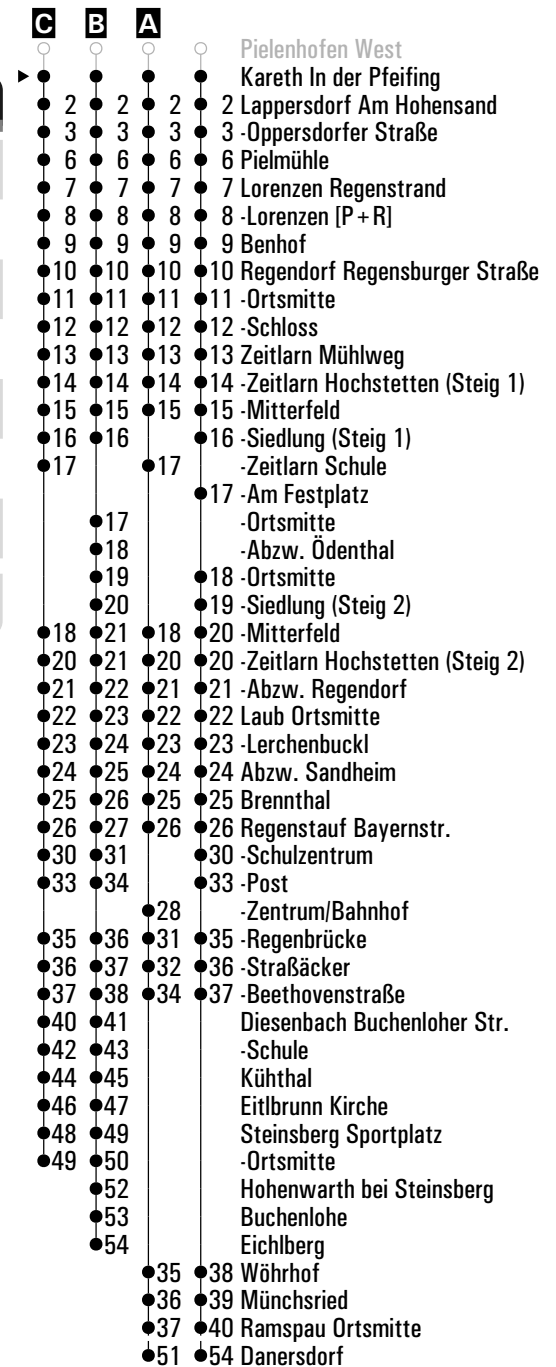 C B A
Pielenhofen West
Kareth In der Pfeifing
2 2 2 2 Lappersdorf Am Hohensand
3 3 3 3 -Oppersdorfer Straße
6 6 6 6 Pielmühle
7 7 7 7 Lorenzen Regenstrand
8 8 8 8 -Lorenzen [P+R]
9 9 9 9 Benhof
10 10 10 10 Regendorf Regensburger Straße
11 11 11 11 -Ortsmitte
12 12 12 12 -Schloss
13 13 13 13 Zeitlarn Mühlweg
14 14 14 14 -Zeitlarn Hochstetten (Steig 1)
15 15 15 15 -Mitterfeld
16 16 16 -Siedlung (Steig 1)
17 17 -Zeitlarn Schule
17 -Am Festplatz
17 -Ortsmitte
18 -Abzw. Ödenthal
19 18 -Ortsmitte
20 19 -Siedlung (Steig 2)
18 21 18 20 -Mitterfeld
20 21 20 20 -Zeitlarn Hochstetten (Steig 2)
21 22 21 21 -Abzw. Regendorf
22 23 22 22 Laub Ortsmitte
23 24 23 23 -Lerchenbuckl
24 25 24 24 Abzw. Sandheim
25 26 25 25 Brennthal
26 27 26 26 Regenstauf Bayernstr.
30 31 30 -Schulzentrum
33 34 33 -Post
28 -Zentrum/Bahnhof
35 36 31 35 -Regenbrücke
36 37 32 36 -Straßäcker
37 38 34 37 -Beethovenstraße
40 41 Diesenbach Buchenloher Str.
42 43 -Schule
44 45 Kühthal
46 47 Eitlbrunn Kirche
48 49 Steinsberg Sportplatz
49 50 -Ortsmitte
52 Hohenwarth bei Steinsberg
53 Buchenlohe
54 Eichlberg
35 38 Wöhrhof
36 39 Münchsried
37 40 Ramspau Ortsmitte
51 54 Danersdorf